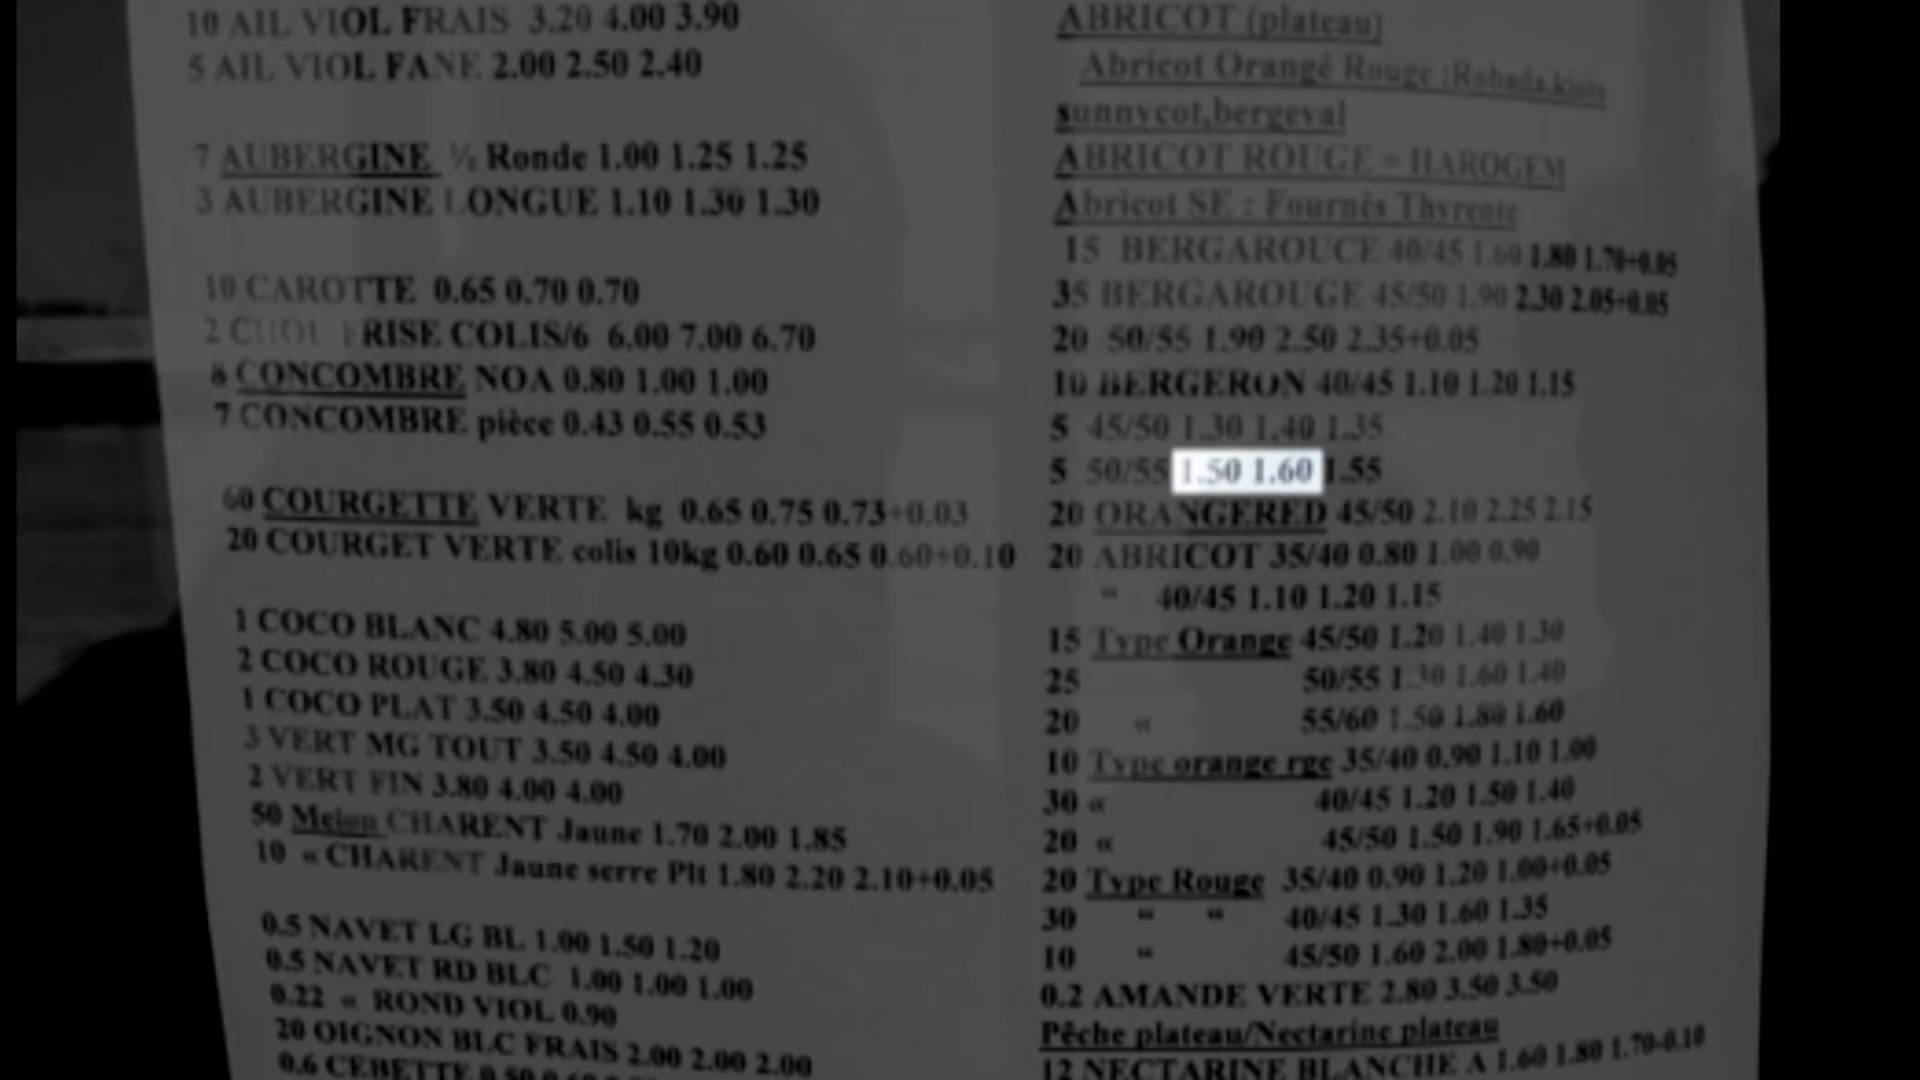 10 AIL VIOL FRAIS 3.20 4.00 3.90
5 AIL VIOL FANE 2.00 2.50 2.40
7 AUBERGINE ½ Ronde 1.00 1.25 1.25
3 AUBERGINE LONGUE 1.10 1.30 1.30
10 CAROTTE 0.65 0.70 0.70
2 CHOU FRISE COLIS/6 6.00 7.00 6.70
8 CONCOMBRE NOA 0.80 1.00 1.00
7 CONCOMBRE pièce 0.43 0.55 0.53
60 COURGETTE VERTE kg 0.65 0.75 0.73+0.03
20 COURGET VERTE colis 10kg 0.60 0.65 0.60+0.10
1 COCO BLANC 4.80 5.00 5.00
2 COCO ROUGE 3.80 4.50 4.30
1 COCO PLAT 3.50 4.50 4.00
3 VERT MG TOUT 3.50 4.50 4.00
2 VERT FIN 3.80 4.00 4.00
50 Melon CHARENT Jaune 1.70 2.00 1.85
10 « CHARENT Jaune serre Plt 1.80 2.20 2.10+0.05
0.5 NAVET LG BL 1.00 1.50 1.20
0.5 NAVET RD BLC 1.00 1.00 1.00
0.22 « ROND VIOL 0.90
20 OIGNON BLC FRAIS 2.00 2.00 2.00
0.6 CEBETTE
ABRICOT (plateau)
Abricot Orangé Rouge :Robada,kioto
sunnycot,bergeval
ABRICOT ROUGE = HAROGEM
Abricot SE : Fournès Thyrente
15 BERGAROUCE 40/45 1.60 1.80 1.70+0.05
35 BERGAROUGE 45/50 1.90 2.30 2.05+0.05
20 50/55 1.90 2.50 2.35+0.05
10 BERGERON 40/45 1.10 1.20 1.15
5 45/50 1.30 1.40 1.35
5 50/55 1.50 1.60 1.55
20 ORANGERED 45/50 2.10 2.25 2.15
20 ABRICOT 35/40 0.80 1.00 0.90
" 40/45 1.10 1.20 1.15
15 Type Orange 45/50 1.20 1.40 1.30
25 50/55 1.30 1.60 1.40
20 « 55/60 1.50 1.80 1.60
10 Type orange rge 35/40 0.90 1.10 1.00
30 « 40/45 1.20 1.50 1.40
20 « 45/50 1.50 1.90 1.65+0.05
20 Type Rouge 35/40 0.90 1.20 1.00+0.05
30 " " 40/45 1.30 1.60 1.35
10 " 45/50 1.60 2.00 1.80+0.05
0.2 AMANDE VERTE 2.80 3.50 3.50
Pêche plateau/Nectarine plateau
12 NECTARINE BLANCHE A 1.60 1.80 1.70-0.10